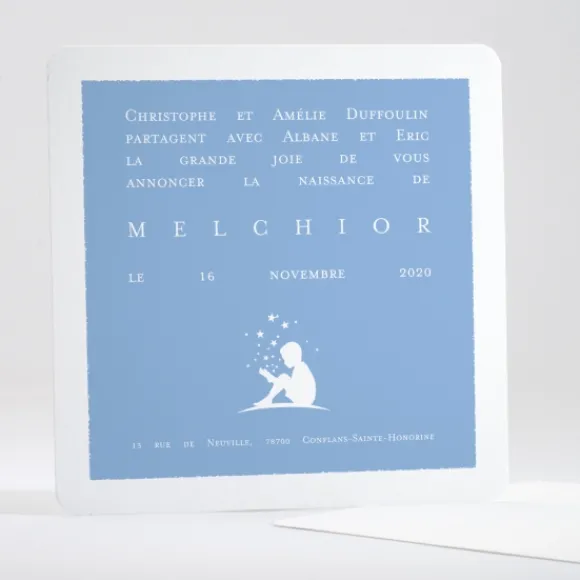 Christophe et Amélie Duffoulin
partagent avec Albane et Eric
la grande joie de vous
annoncer la naissance de
MELCHIOR
le 16 novembre 2020
13 rue de Neuville, 78700 Conflans-Sainte-Honorine